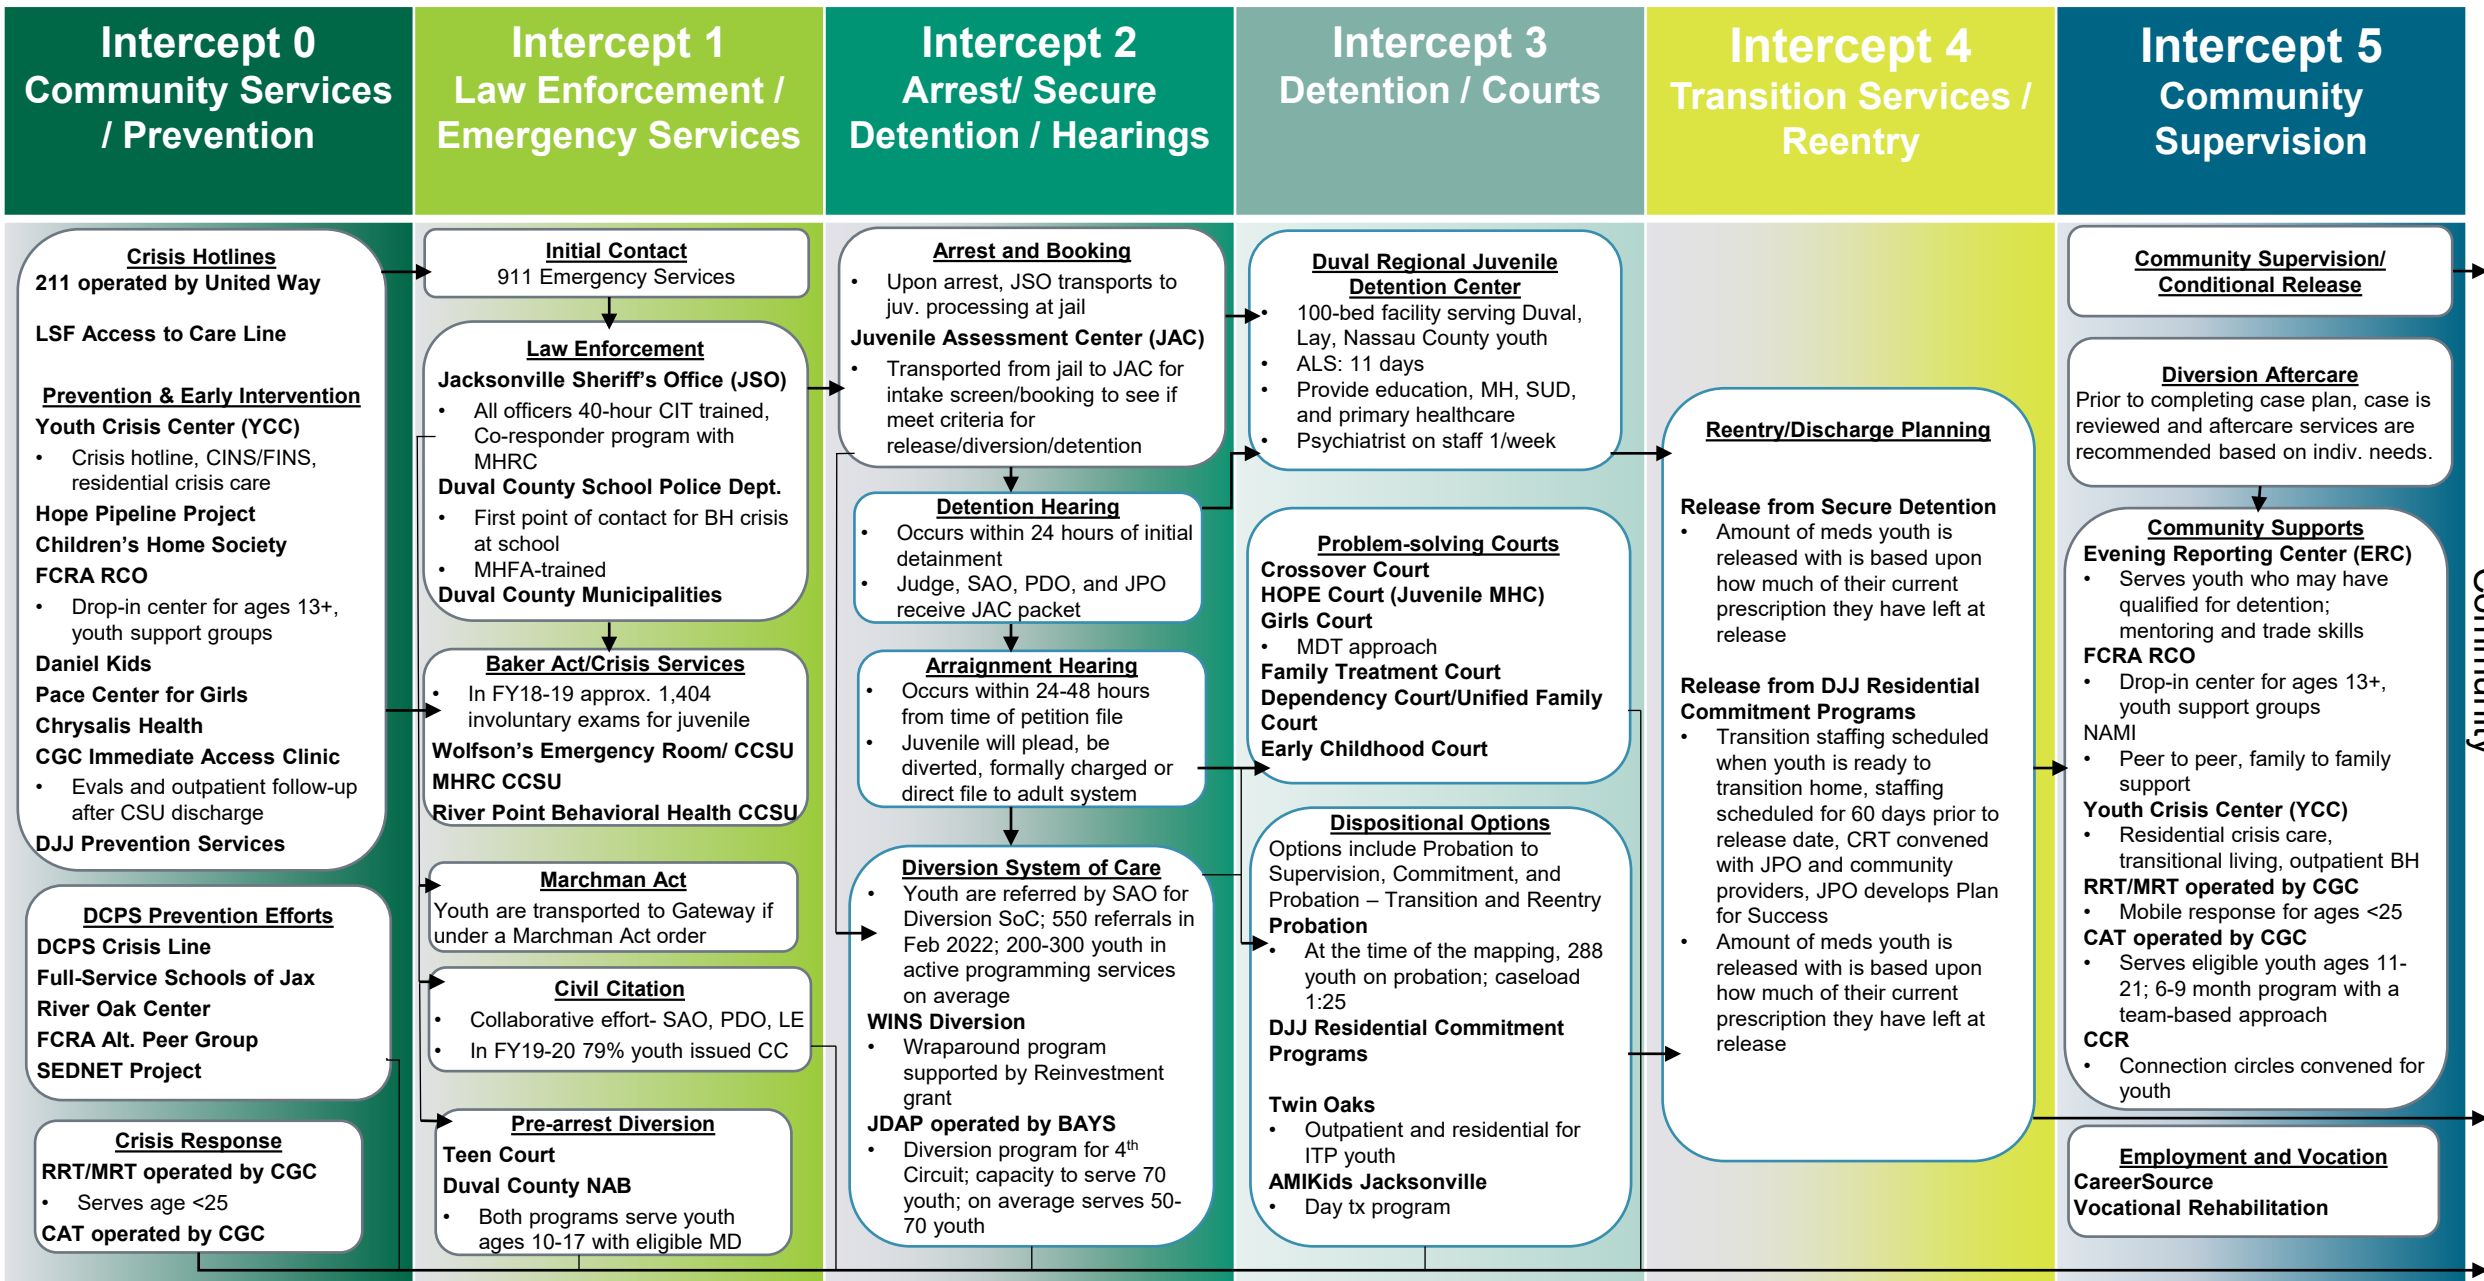 Intercept 0
Community Services
/ Prevention
Intercept 1
Law Enforcement /
Emergency Services
Intercept 2
Arrest/ Secure
Detention / Hearings
Intercept 3
Detention / Courts
Intercept 4
Transition Services /
Reentry
Intercept 5
Community
Supervision
Crisis Hotlines
211 operated by United Way
LSF Access to Care Line
Prevention & Early Intervention
Youth Crisis Center (YCC)
• Crisis hotline, CINS/FINS,
residential crisis care
Hope Pipeline Project
Children's Home Society
FCRA RCO
• Drop-in center for ages 13+,
youth support groups
Daniel Kids
Pace Center for Girls
Chrysalis Health
CGC Immediate Access Clinic
• Evals and outpatient follow-up
after CSU discharge
DJJ Prevention Services
DCPS Prevention Efforts
DCPS Crisis Line
Full-Service Schools of Jax
River Oak Center
FCRA Alt. Peer Group
SEDNET Project
Crisis Response
RRT/MRT operated by CGC
• Serves age <25
CAT operated by CGC
Initial Contact
911 Emergency Services
Law Enforcement
Jacksonville Sheriff's Office (JSO)
• All officers 40-hour CIT trained,
Co-responder program with
MHRC
Duval County School Police Dept.
• First point of contact for BH crisis
at school
• MHFA-trained
Duval County Municipalities
Baker Act/Crisis Services
• In FY18-19 approx. 1,404
involuntary exams for juvenile
Wolfson's Emergency Room/ CCSU
MHRC CCSU
River Point Behavioral Health CCSU
Marchman Act
Youth are transported to Gateway if
under a Marchman Act order
Civil Citation
• Collaborative effort- SAO, PDO, LE
• In FY19-20 79% youth issued CC
Pre-arrest Diversion
Teen Court
Duval County NAB
• Both programs serve youth
ages 10-17 with eligible MD
Arrest and Booking
• Upon arrest, JSO transports to
juv. processing at jail
Juvenile Assessment Center (JAC)
• Transported from jail to JAC for
intake screen/booking to see if
meet criteria for
release/diversion/detention
Detention Hearing
• Occurs within 24 hours of initial
detainment
• Judge, SAO, PDO, and JPO
receive JAC packet
Arraignment Hearing
• Occurs within 24-48 hours
from time of petition file
• Juvenile will plead, be
diverted, formally charged or
direct file to adult system
Diversion System of Care
• Youth are referred by SAO for
Diversion SoC; 550 referrals in
Feb 2022; 200-300 youth in
active programming services
on average
WINS Diversion
• Wraparound program
supported by Reinvestment
grant
JDAP operated by BAYS
• Diversion program for 4th
Circuit; capacity to serve 70
youth; on average serves 50-
70 youth
Duval Regional Juvenile
Detention Center
• 100-bed facility serving Duval,
Lay, Nassau County youth
• ALS: 11 days
• Provide education, MH, SUD,
and primary healthcare
• Psychiatrist on staff 1/week
Problem-solving Courts
Crossover Court
HOPE Court (Juvenile MHC)
Girls Court
• MDT approach
Family Treatment Court
Dependency Court/Unified Family
Court
Early Childhood Court
Dispositional Options
Options include Probation to
Supervision, Commitment, and
Probation – Transition and Reentry
Probation
• At the time of the mapping, 288
youth on probation; caseload
1:25
DJJ Residential Commitment
Programs
Twin Oaks
• Outpatient and residential for
ITP youth
AMIKids Jacksonville
• Day tx program
Reentry/Discharge Planning
Release from Secure Detention
• Amount of meds youth is
released with is based upon
how much of their current
prescription they have left at
release
Release from DJJ Residential
Commitment Programs
• Transition staffing scheduled
when youth is ready to
transition home, staffing
scheduled for 60 days prior to
release date, CRT convened
with JPO and community
providers, JPO develops Plan
for Success
• Amount of meds youth is
released with is based upon
how much of their current
prescription they have left at
release
Community Supervision/
Conditional Release
Diversion Aftercare
Prior to completing case plan, case is
reviewed and aftercare services are
recommended based on indiv. needs.
Community Supports
Evening Reporting Center (ERC)
• Serves youth who may have
qualified for detention;
mentoring and trade skills
FCRA RCO
• Drop-in center for ages 13+,
youth support groups
NAMI
• Peer to peer, family to family
support
Youth Crisis Center (YCC)
• Residential crisis care,
transitional living, outpatient BH
RRT/MRT operated by CGC
• Mobile response for ages <25
CAT operated by CGC
• Serves eligible youth ages 11-
21; 6-9 month program with a
team-based approach
CCR
• Connection circles convened for
youth
Employment and Vocation
CareerSource
Vocational Rehabilitation
Community